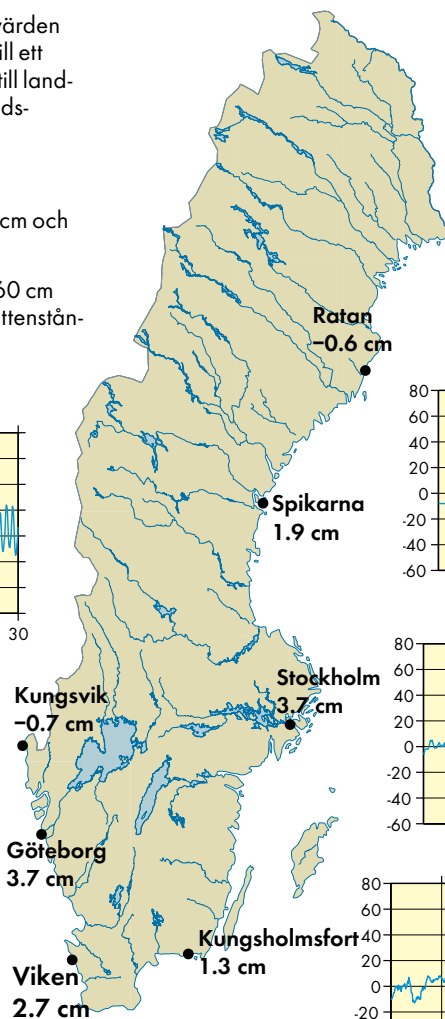 värden
ill ett
till land-
ds-
cm och
60 cm
ttenstån-
Ratan
−0.6 cm
80
60
40
20
0
-20
-40
-60
Spikarna
1.9 cm
30
Stockholm
3.7 cm
80
60
40
20
0
-20
-40
-60
Kungsvik
−0.7 cm
Göteborg
3.7 cm
Kungsholmsfort
1.3 cm
Viken
2.7 cm
80
60
40
20
0
-20